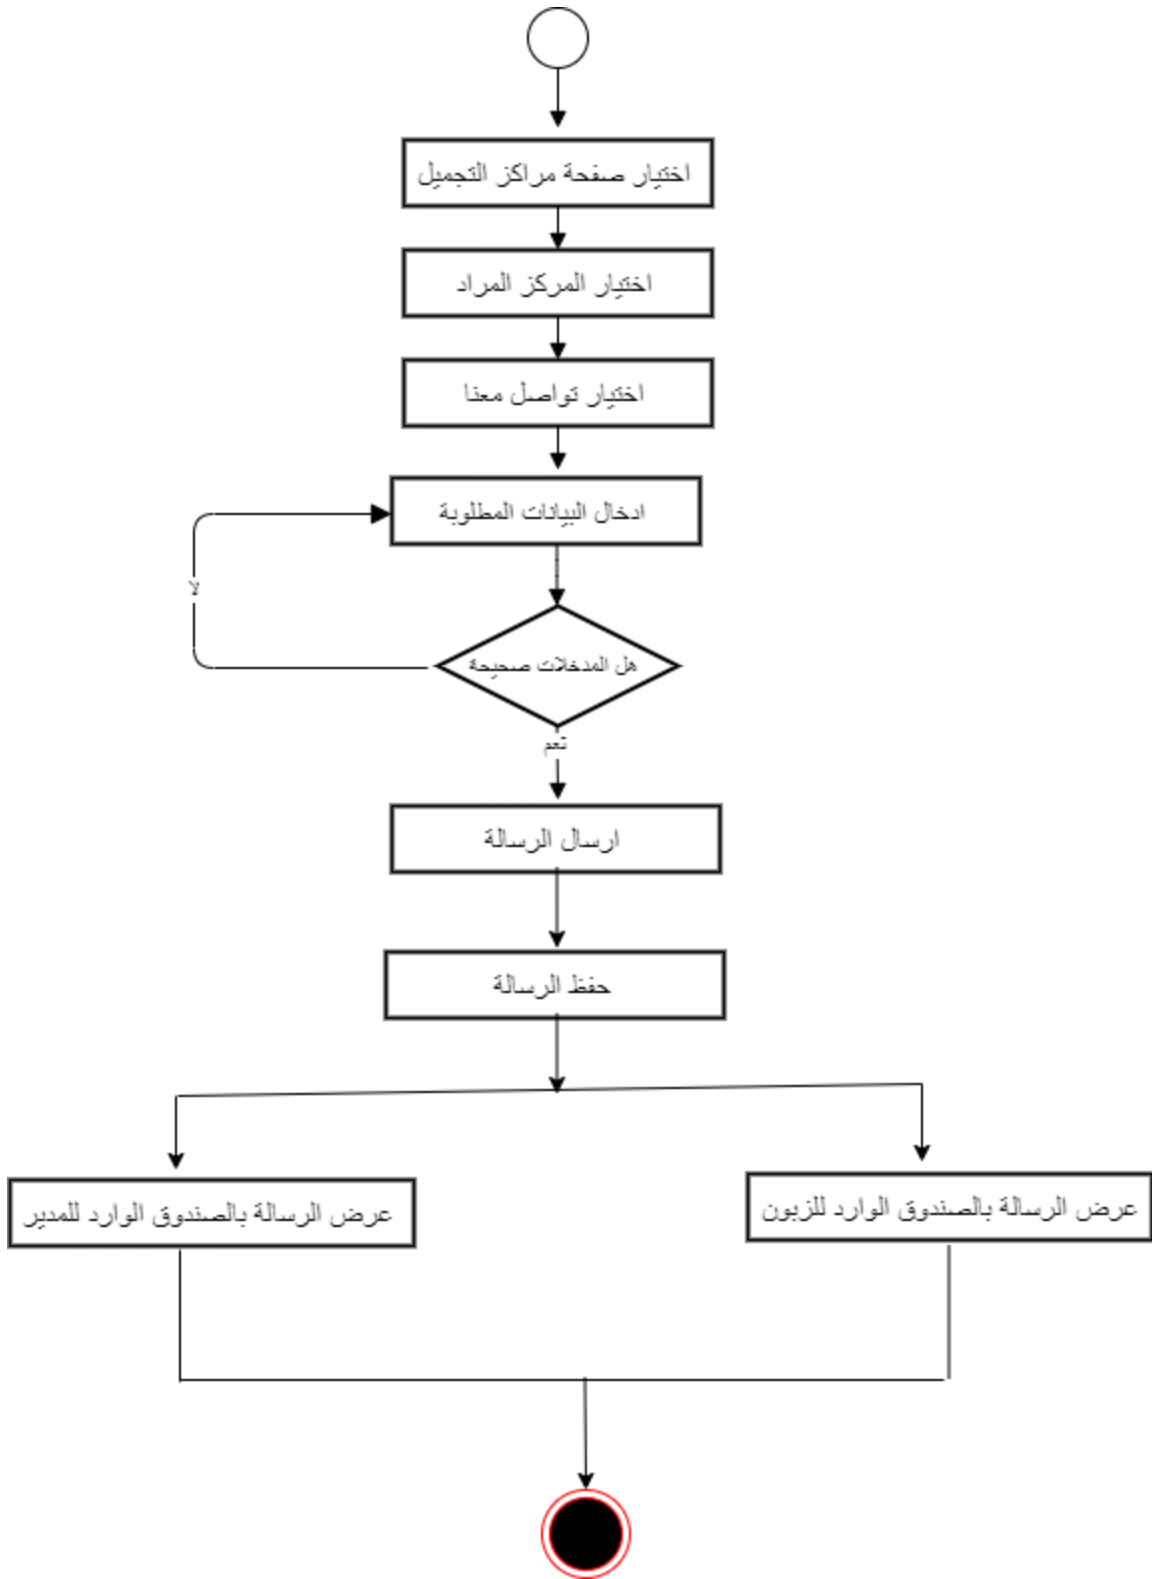 اختيار صفحة مراكز التجميل
اختيار المركز المراد
اختيار تواصل معنا
ادخال البيانات المطلوبة
لا
هل المدخلات صحيحة
نعم
ارسال الرسالة
حفظ الرسالة
عرض الرسالة بالصندوق الوارد للزبون
عرض الرسالة بالصندوق الوارد للمدير